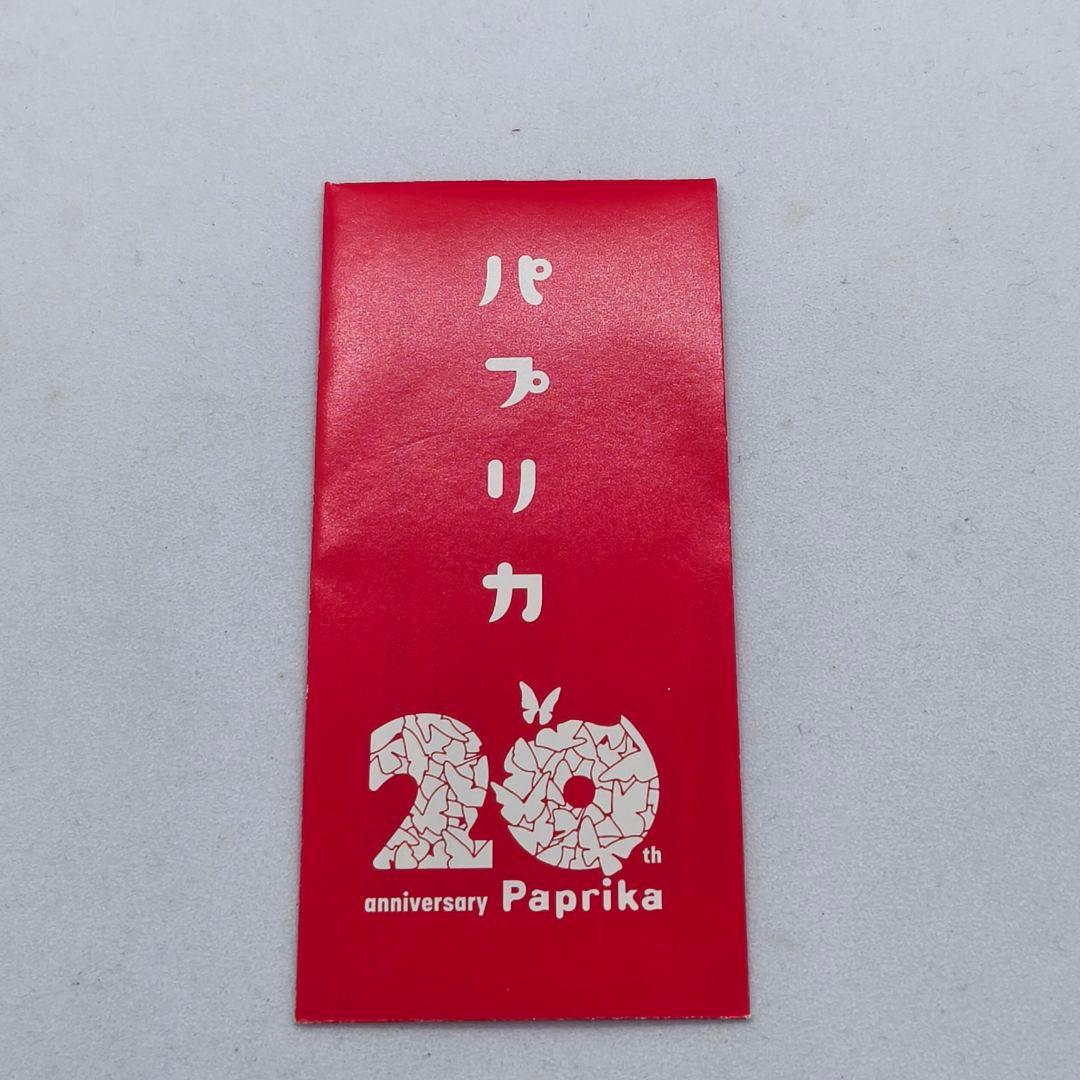 パプリカ
20th
anniversary Paprika